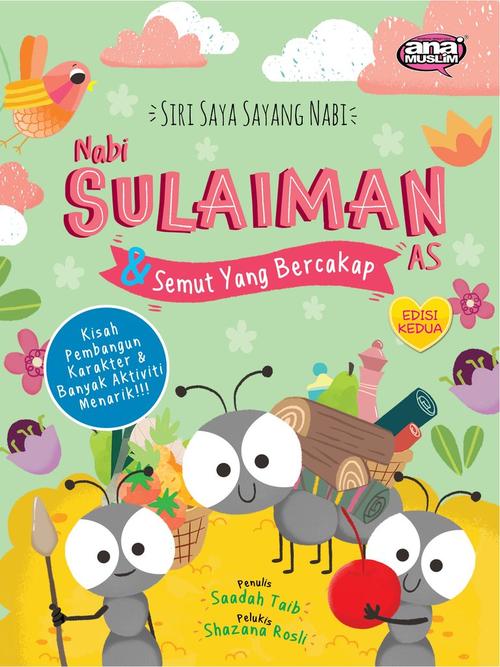 ana
MUSLiM
SIRI SAYA SAYANG NABI
Nabi
SULAIMAN
AS
& Semut Yang Bercakap
EDISI
KEDUA
Kisah
Pembangun
Karakter &
Banyak Aktiviti
Menarik!!!
Penulis
Saadah Taib
Pelukis
Shazana Rosli